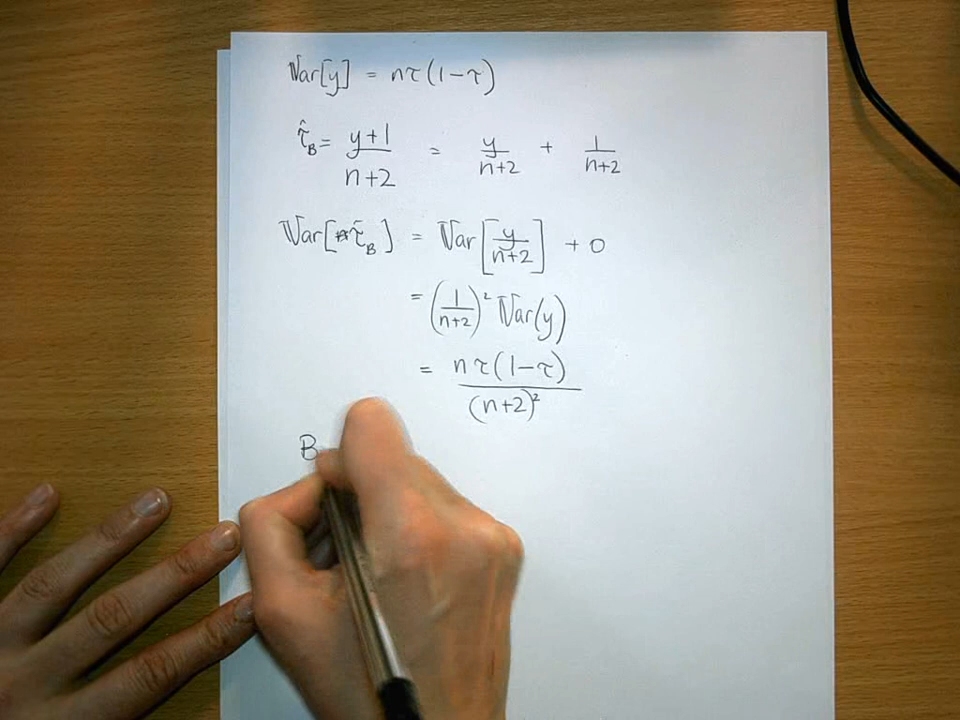 Var[y] = nτ(1−τ)
τ̂_B = (y+1)/(n+2) = y/(n+2) + 1/(n+2)
Var[τ̂_B] = Var[y/(n+2)] + 0
= (1/(n+2))² Var(y)
= nτ(1−τ)/(n+2)²
B